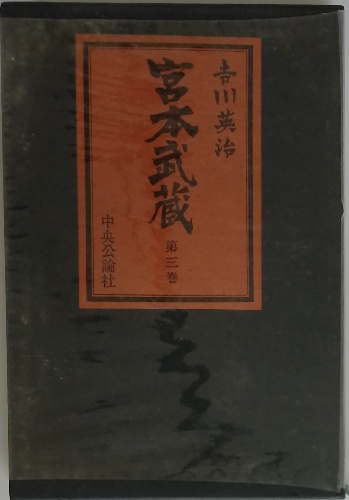 吉川英治
宮本武蔵
第三巻
中央公論社